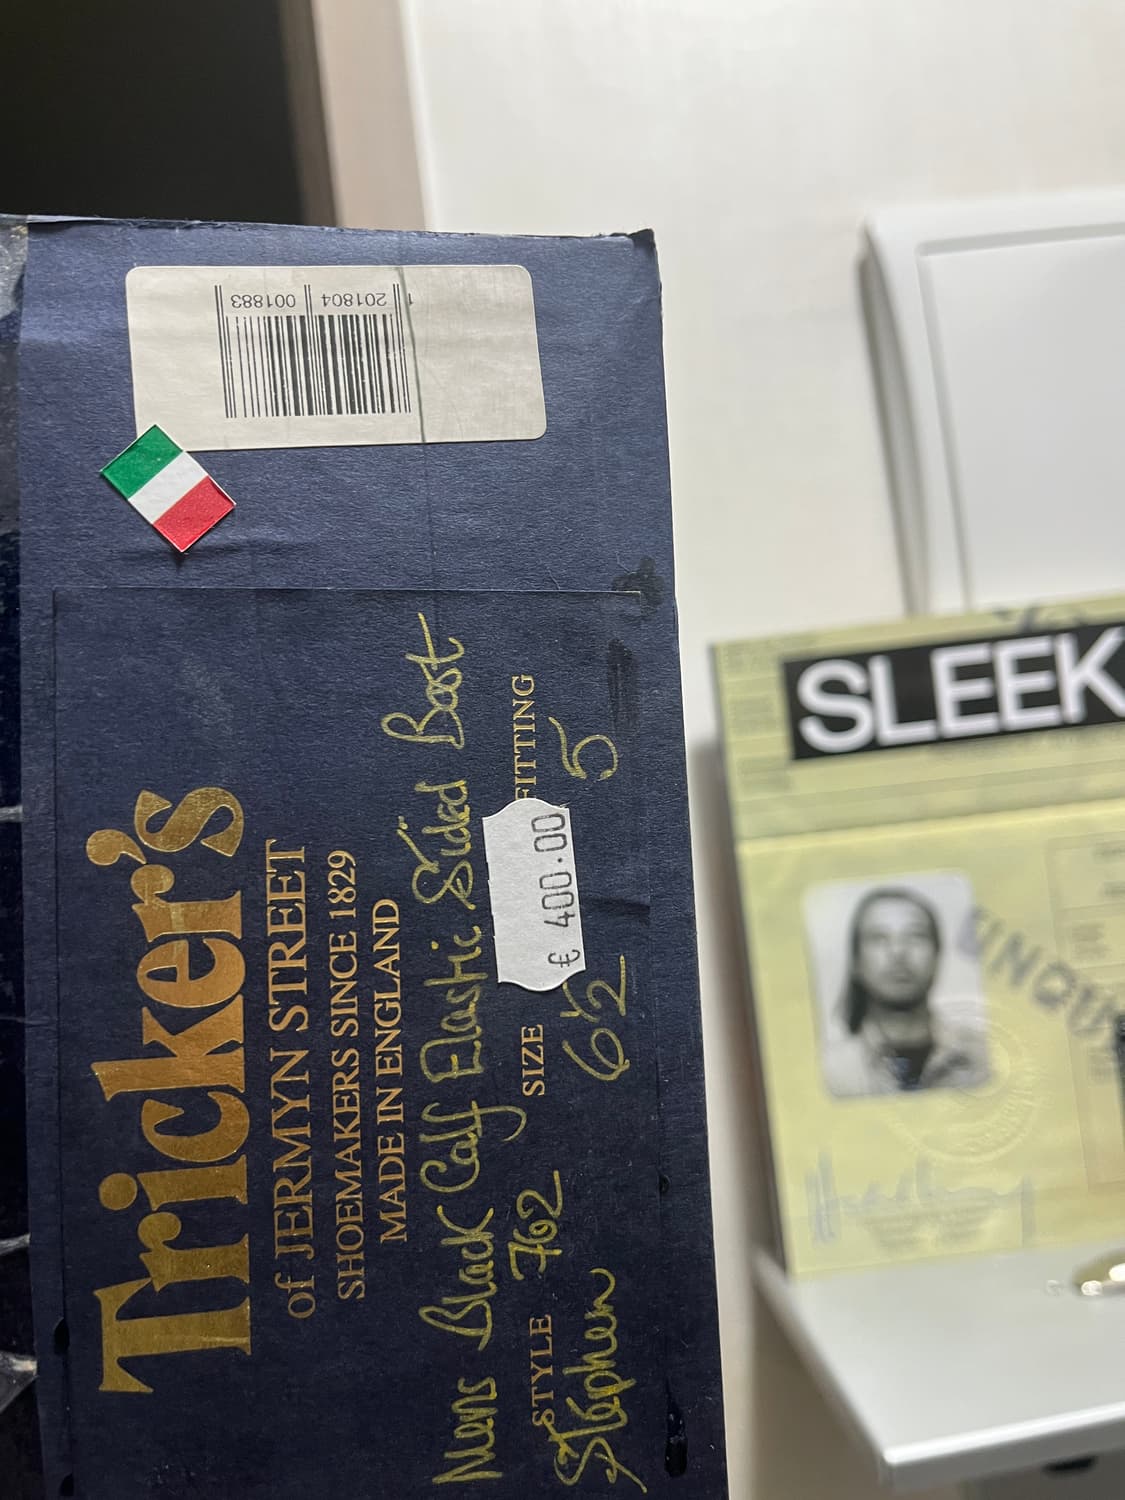 Tricker's
of JERMYN STREET
SHOEMAKERS SINCE 1829
MADE IN ENGLAND
Mens Black Calf Elastic Sided Boot
STYLE 762 SIZE FITTING
Stephen 6½ 5
€ 400.00
1 201804 001883
SLEEK